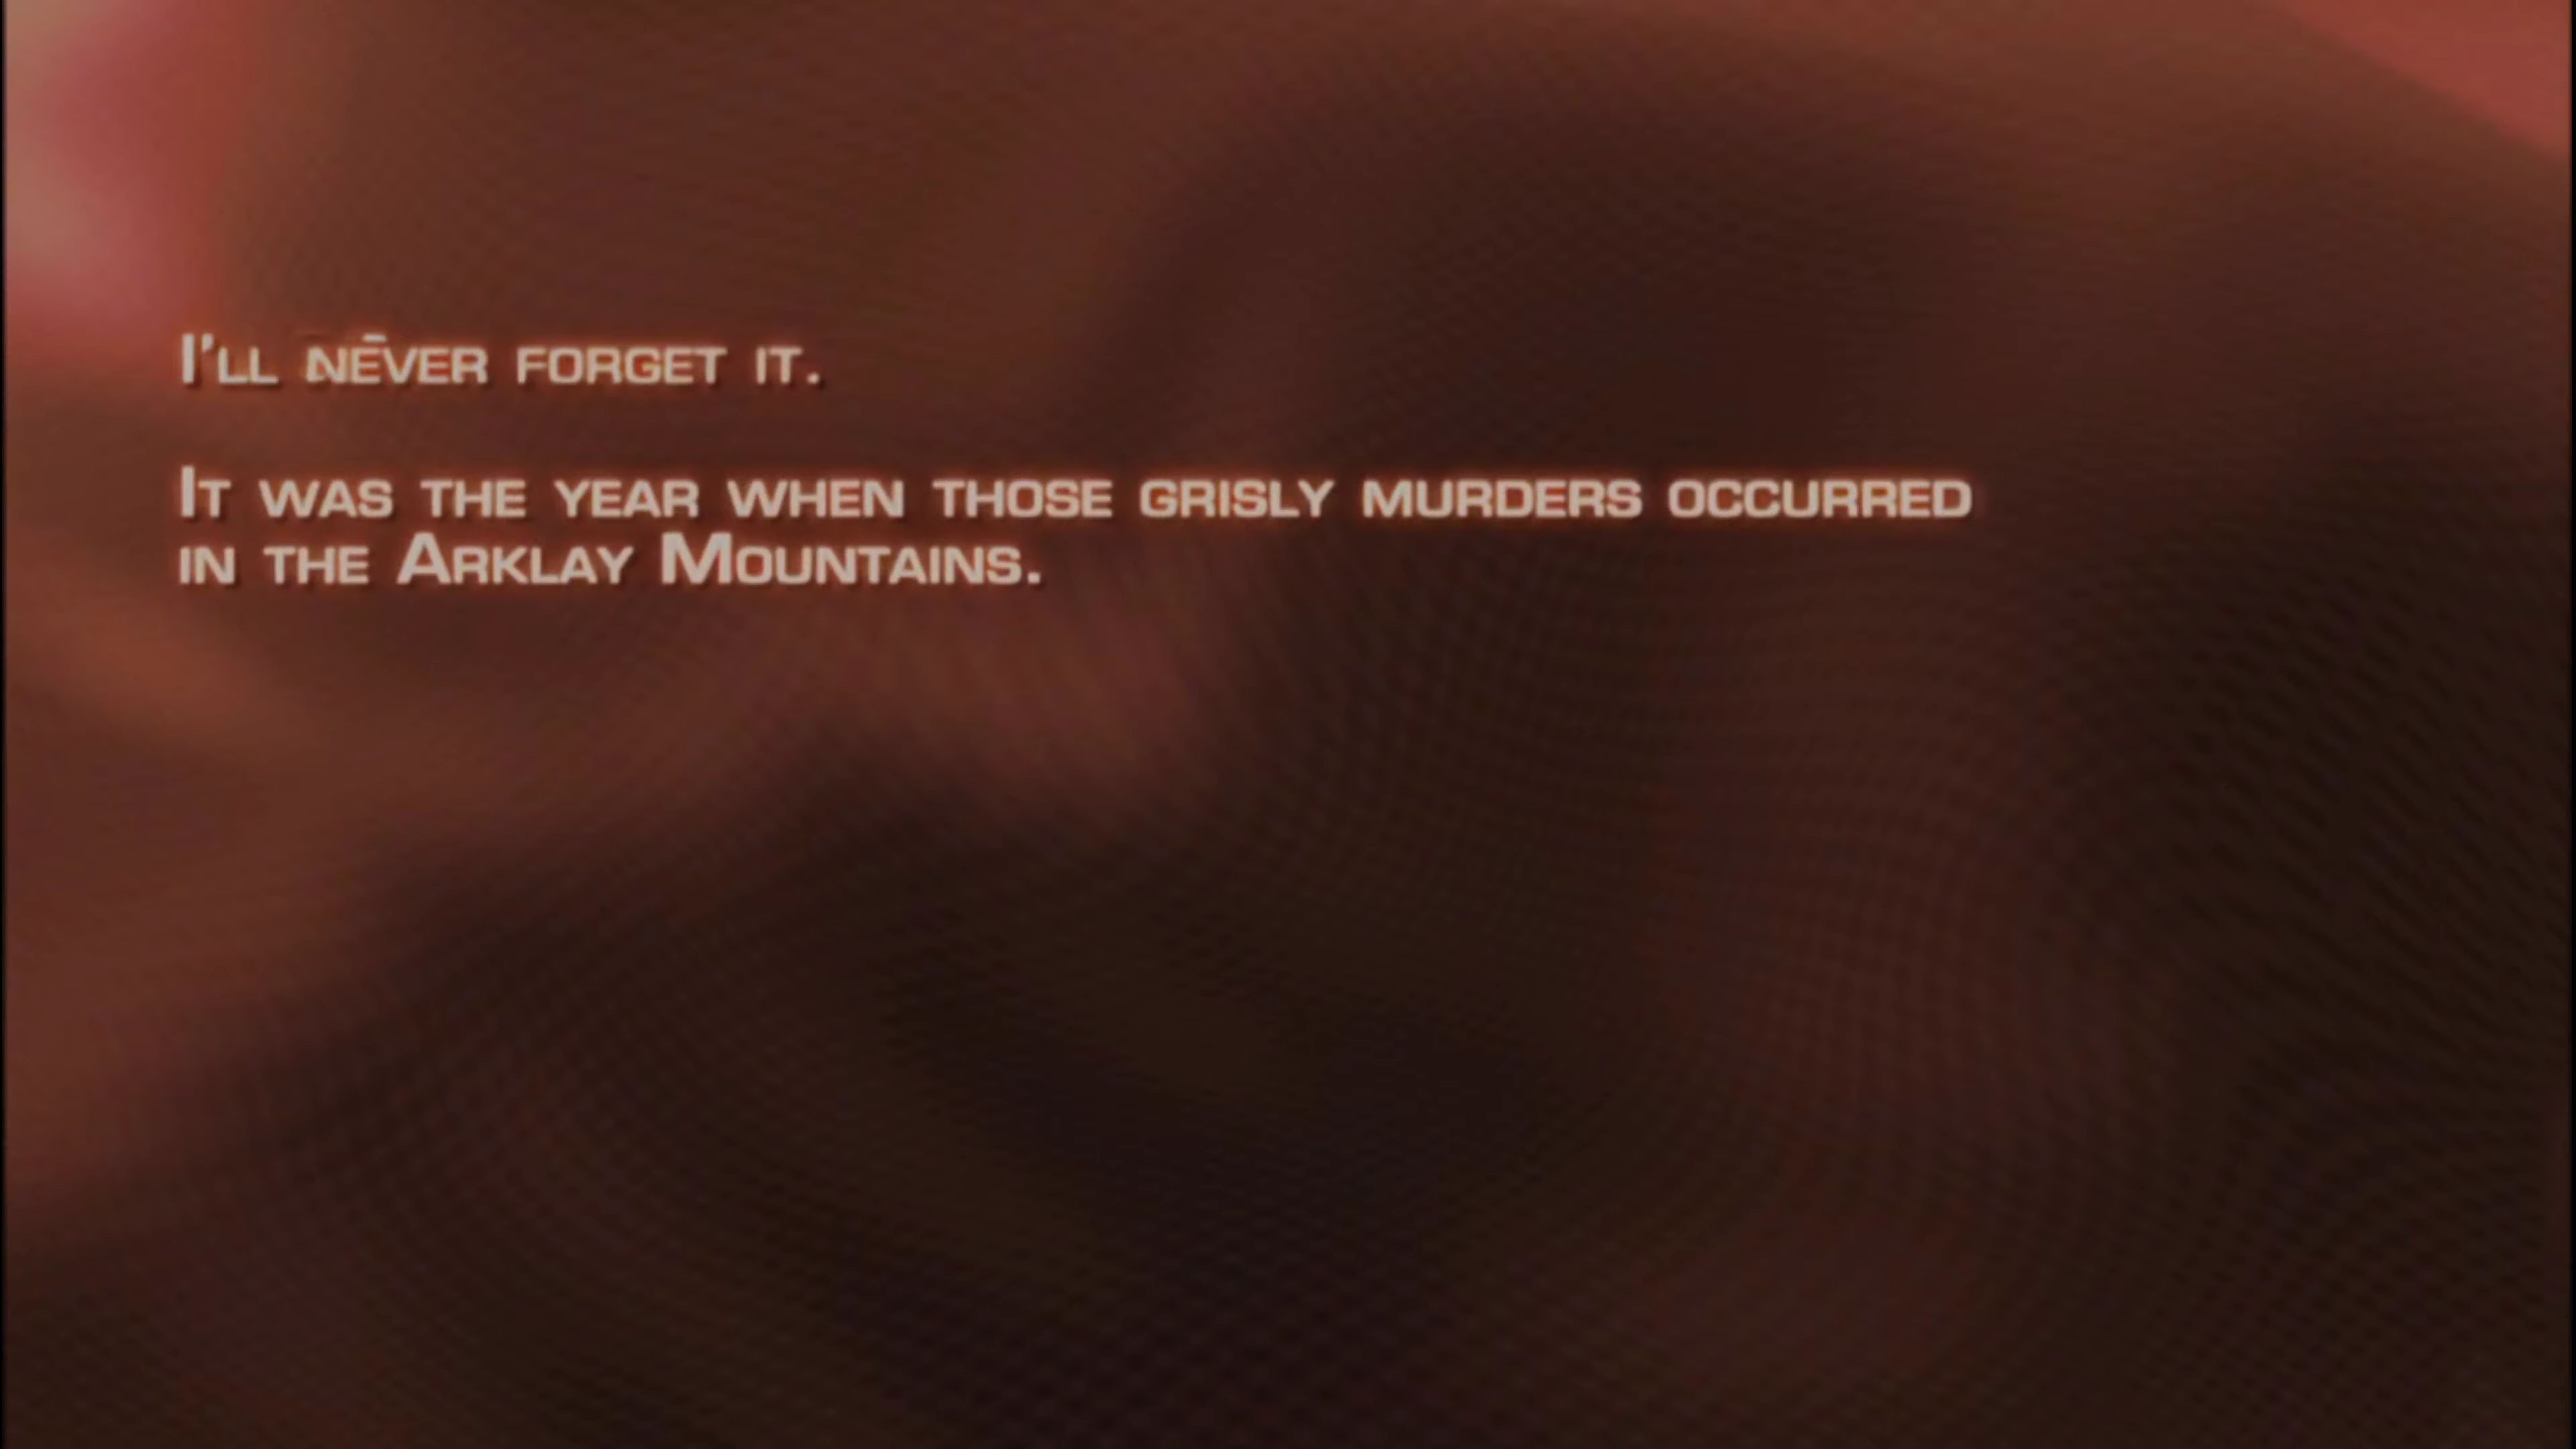 I'll never forget it.
It was the year when those grisly murders occurred
in the Arklay Mountains.